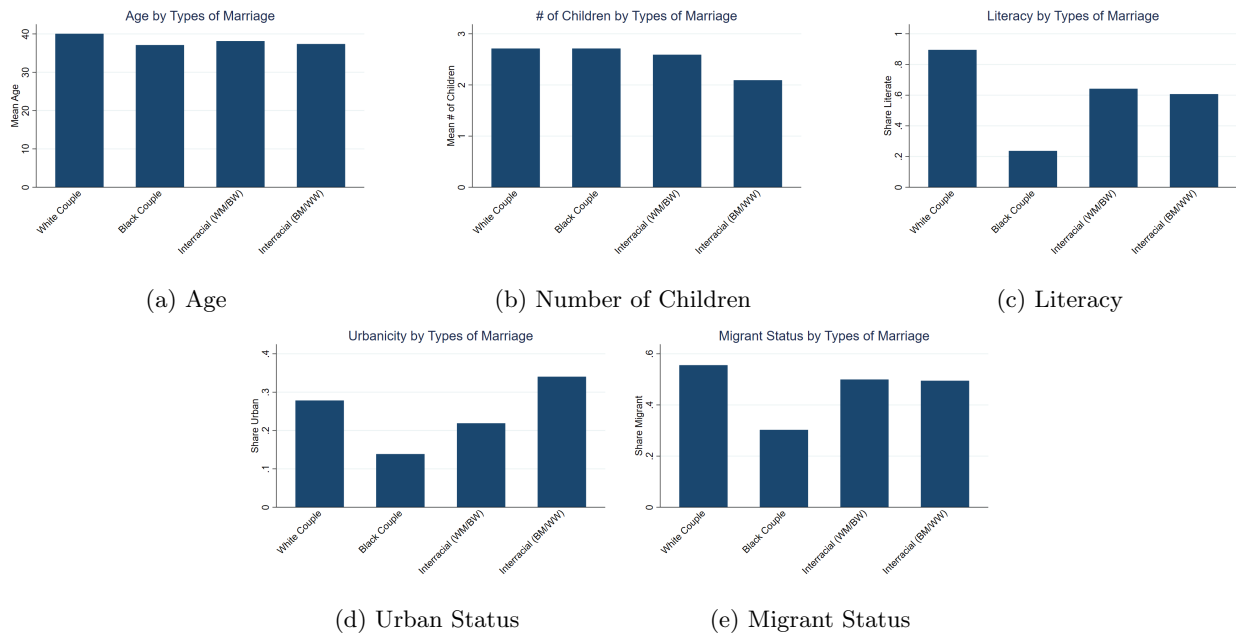 Age by Types of Marriage
Mean Age
0
10
20
30
40
White Couple
Black Couple
Interracial (WM/BW)
Interracial (BM/WW)
(a) Age
# of Children by Types of Marriage
Mean # of Children
0
1
2
3
White Couple
Black Couple
Interracial (WM/BW)
Interracial (BM/WW)
(b) Number of Children
Literacy by Types of Marriage
Share Literate
0
.2
.4
.6
.8
1
White Couple
Black Couple
Interracial (WM/BW)
Interracial (BM/WW)
(c) Literacy
Urbanicity by Types of Marriage
Share Urban
0
.1
.2
.3
.4
White Couple
Black Couple
Interracial (WM/BW)
Interracial (BM/WW)
(d) Urban Status
Migrant Status by Types of Marriage
Share Migrant
0
.2
.4
.6
White Couple
Black Couple
Interracial (WM/BW)
Interracial (BM/WW)
(e) Migrant Status